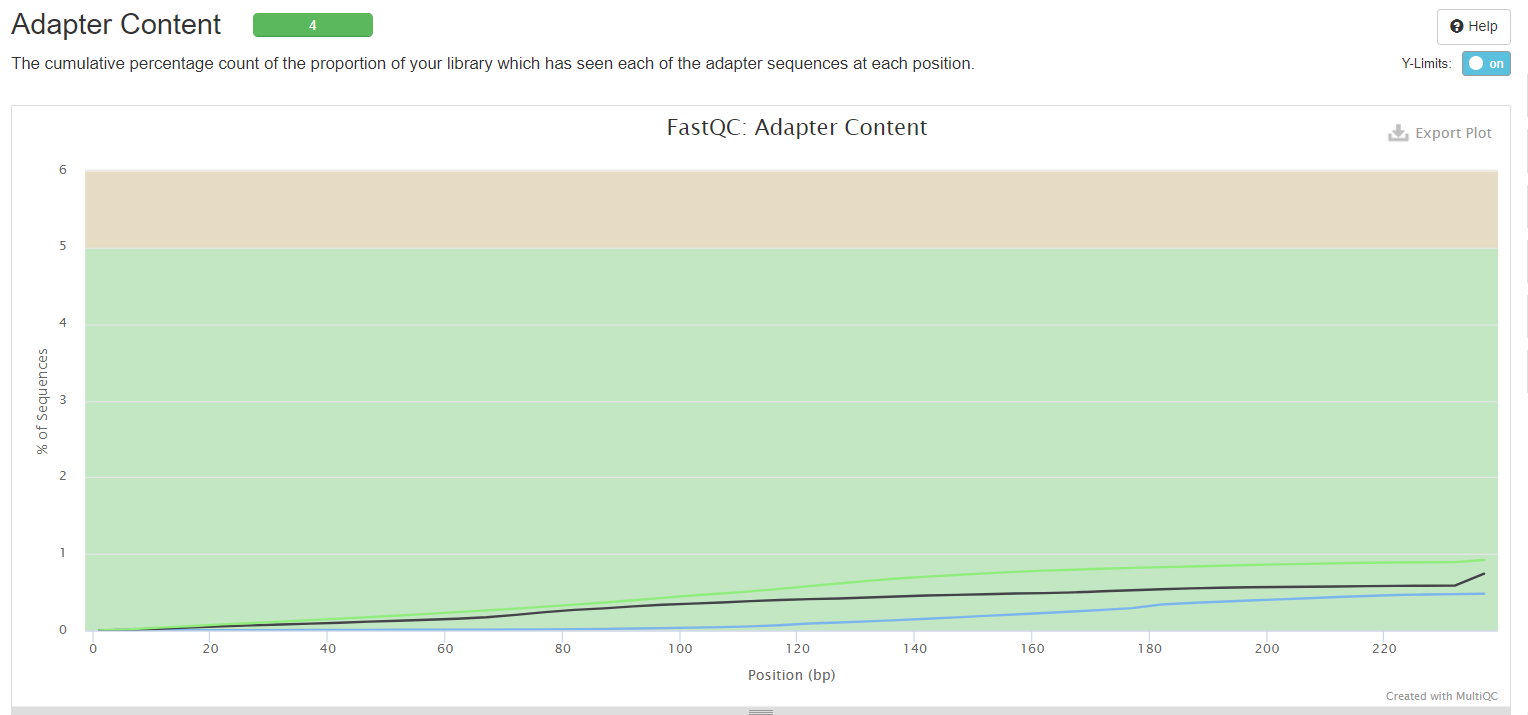 Adapter Content
4
Help
The cumulative percentage count of the proportion of your library which has seen each of the adapter sequences at each position.
Y-Limits:
on
FastQC: Adapter Content
Export Plot
6
5
4
3
2
1
0
% of Sequences
0 20 40 60 80 100 120 140 160 180 200 220
Position (bp)
Created with MultiQC